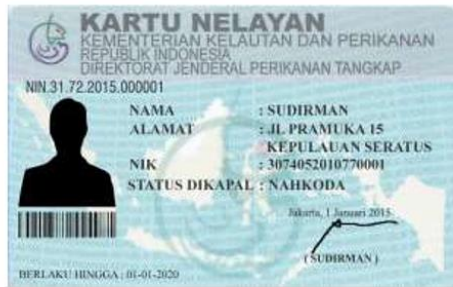 KARTU NELAYAN
KEMENTERIAN KELAUTAN DAN PERIKANAN
REPUBLIK INDONESIA
DIREKTORAT JENDERAL PERIKANAN TANGKAP
NIN.31.72.2015.000001
NAMA : SUDIRMAN
ALAMAT : JL PRAMUKA 15
KEPULAUAN SERATUS
NIK : 3074052010770001
STATUS DIKAPAL : NAHKODA
Jakarta, 1 Januari 2015
( SUDIRMAN )
BERLAKU HINGGA : 01-01-2020